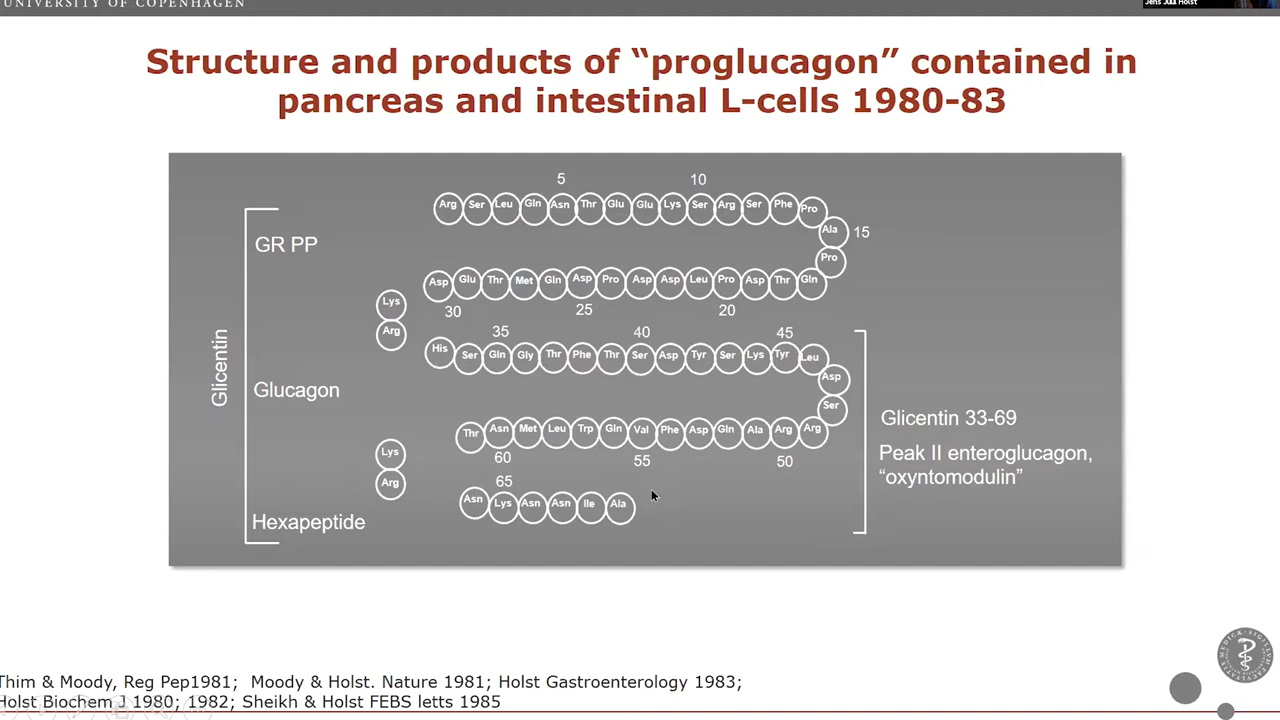 UNIVERSITY OF COPENHAGEN
Jens Juul Holst
Structure and products of “proglucagon” contained in
pancreas and intestinal L-cells 1980-83
5 10
Arg Ser Leu Gln Asn Thr Glu Glu Lys Ser Arg Ser Phe Pro
Ala 15
GR PP
Pro
Asp Glu Thr Met Gln Asp Pro Asp Asp Leu Pro Asp Thr Gln
30 25 20
Lys
Arg
35 40 45
His Ser Gln Gly Thr Phe Thr Ser Asp Tyr Ser Lys Tyr Leu
Asp
Glicentin
Glucagon
Ser
Glicentin 33-69
Thr Asn Met Leu Trp Gln Val Phe Asp Gln Ala Arg Arg
60 55 50
Lys
Arg
Peak II enteroglucagon,
“oxyntomodulin”
65
Asn Lys Asn Asn Ile Ala
Hexapeptide
Thim & Moody, Reg Pep1981; Moody & Holst. Nature 1981; Holst Gastroenterology 1983;
Holst Biochem J 1980; 1982; Sheikh & Holst FEBS letts 1985